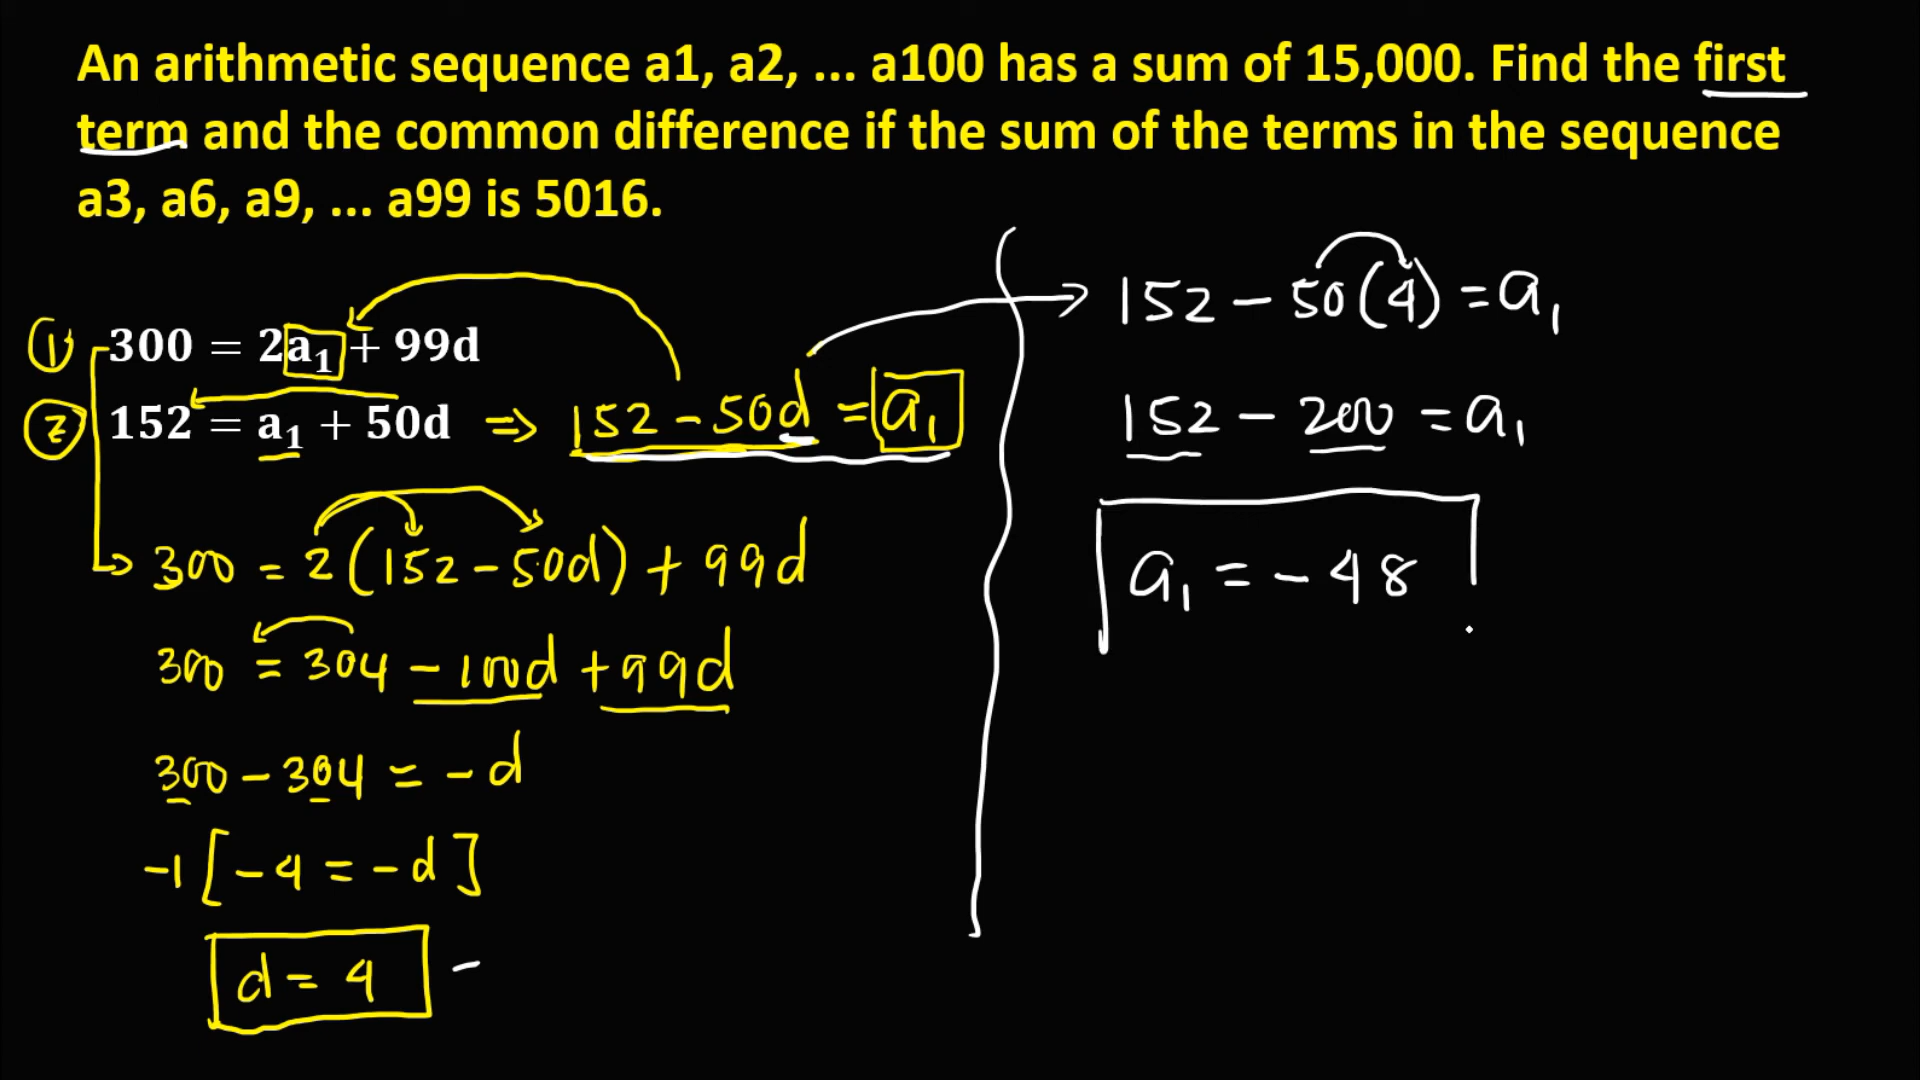 An arithmetic sequence a1, a2, ... a100 has a sum of 15,000. Find the first
term and the common difference if the sum of the terms in the sequence
a3, a6, a9, ... a99 is 5016.
① 300 = 2a₁ + 99d
② 152 = a₁ + 50d ⇒ 152 - 50d = a₁
300 = 2(152 - 50d) + 99d
300 = 304 - 100d + 99d
300 - 304 = - d
-1 [ - 4 = - d ]
d = 4
152 - 50(4) = a₁
152 - 200 = a₁
a₁ = - 48